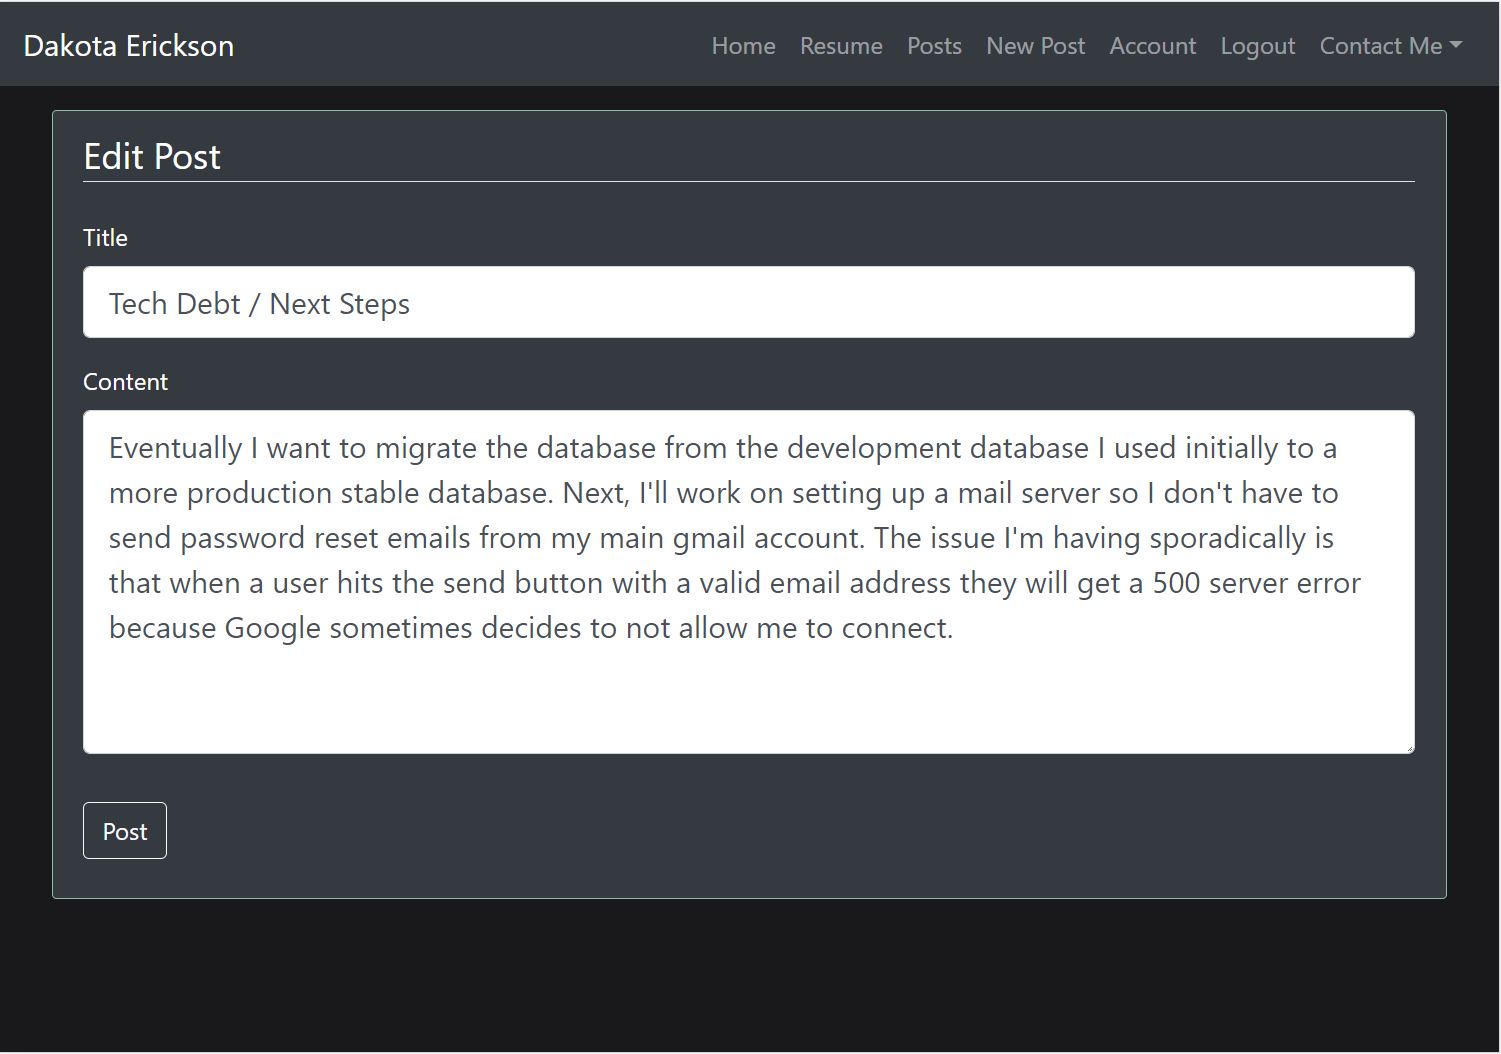 Dakota Erickson
Home Resume Posts New Post Account Logout Contact Me
Edit Post
Title
Tech Debt / Next Steps
Content
Eventually I want to migrate the database from the development database I used initially to a
more production stable database. Next, I'll work on setting up a mail server so I don't have to
send password reset emails from my main gmail account. The issue I'm having sporadically is
that when a user hits the send button with a valid email address they will get a 500 server error
because Google sometimes decides to not allow me to connect.
Post